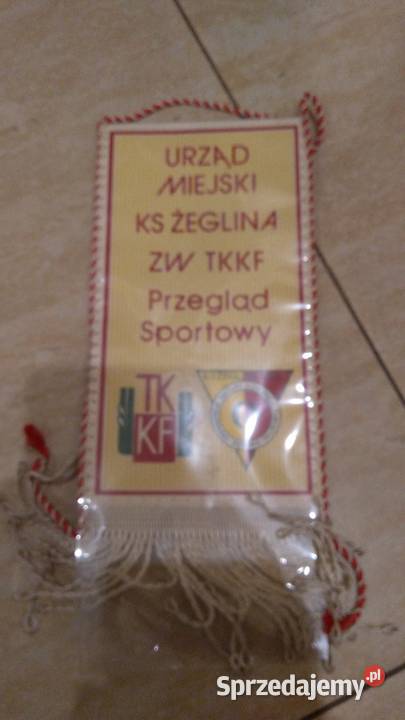 URZĄD
MIEJSKI
KS ŻEGLINA
ZW TKKF
Przegląd
Sportowy
TK
KF
Sprzedajemy.pl